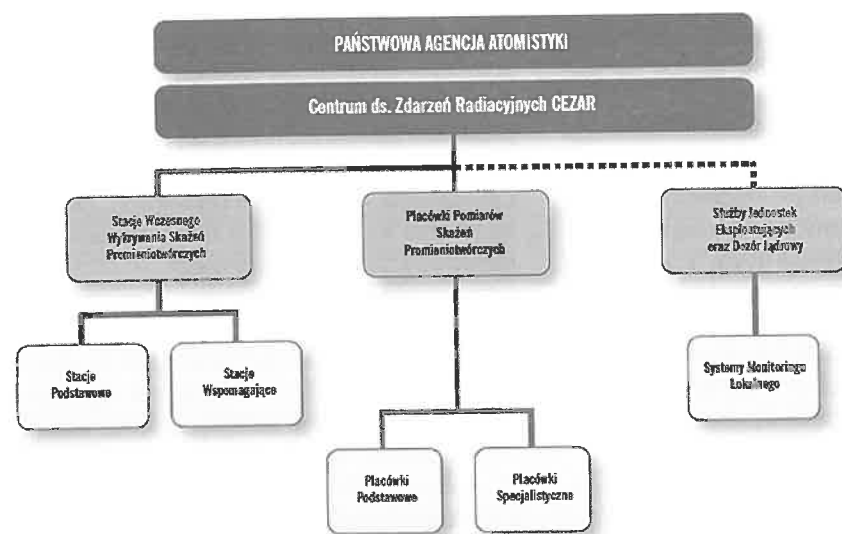 PAŃSTWOWA AGENCJA ATOMISTYKI
Centrum ds. Zdarzeń Radiacyjnych CEZAR
Stacje Wczesnego
Wykrywania Skażeń
Promieniotwórczych
Placówki Pomiarów
Skażeń
Promieniotwórczych
Służby Jednostek
Eksploatujących
oraz Dozór Jądrowy
Stacje
Podstawowe
Stacje
Wspomagające
Systemy Monitoringu
Lokalnego
Placówki
Podstawowe
Placówki
Specjalistyczne